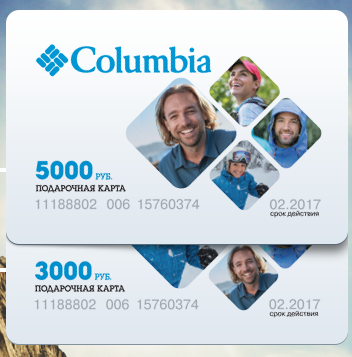 Columbia
5000 РУБ.
ПОДАРОЧНАЯ КАРТА
11188802 006 15760374 02.2017
срок действия
3000 РУБ.
ПОДАРОЧНАЯ КАРТА
11188802 006 15760374 02.2017
срок действия